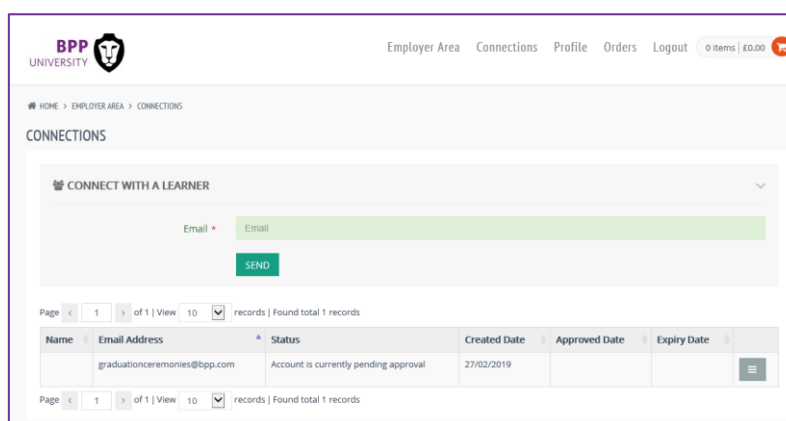 BPP
UNIVERSITY
Employer Area Connections Profile Orders Logout 0 items | £0.00
HOME > EMPLOYER AREA > CONNECTIONS
CONNECTIONS
CONNECT WITH A LEARNER
Email * Email
SEND
Page < 1 > of 1 | View 10 records | Found total 1 records
Name Email Address Status Created Date Approved Date Expiry Date
graduationceremonies@bpp.com Account is currently pending approval 27/02/2019
Page < 1 > of 1 | View 10 records | Found total 1 records